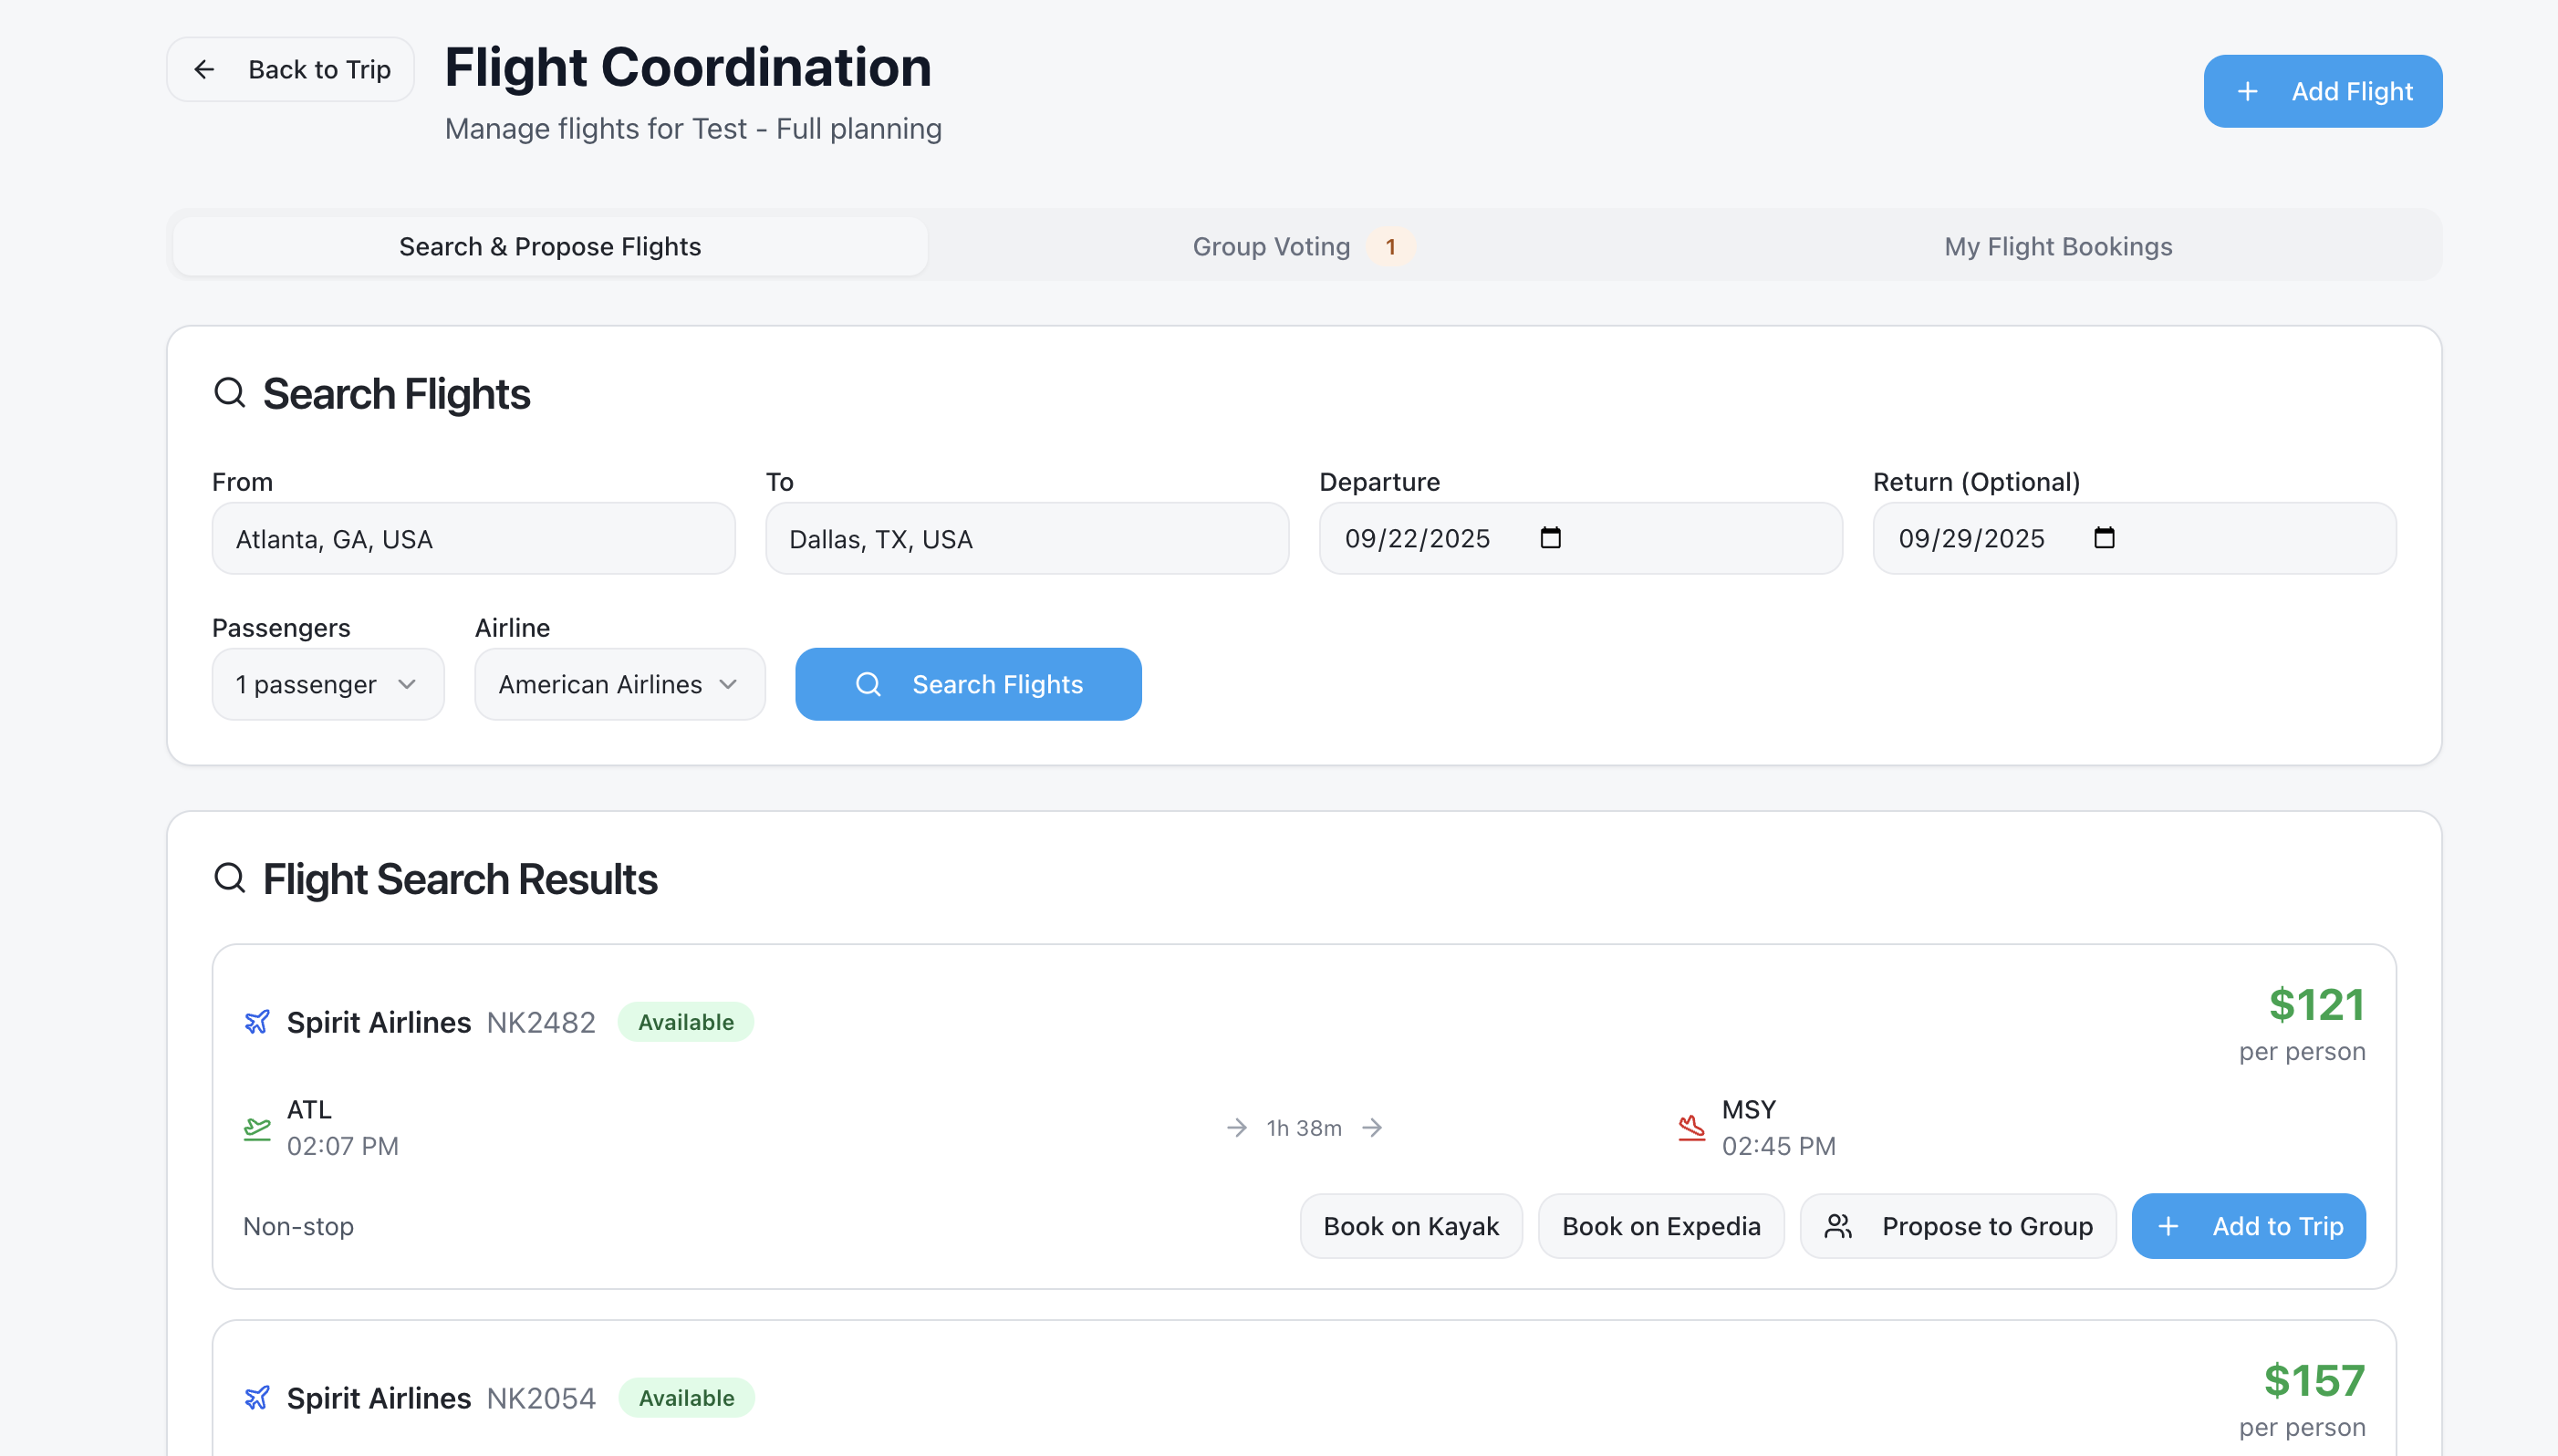 Back to Trip
Flight Coordination
Manage flights for Test - Full planning
Add Flight
Search & Propose Flights
Group Voting 1
My Flight Bookings
Search Flights
From
Atlanta, GA, USA
To
Dallas, TX, USA
Departure
09/22/2025
Return (Optional)
09/29/2025
Passengers
1 passenger
Airline
American Airlines
Search Flights
Flight Search Results
Spirit Airlines NK2482 Available
$121
per person
ATL
02:07 PM
1h 38m
MSY
02:45 PM
Non-stop
Book on Kayak
Book on Expedia
Propose to Group
Add to Trip
Spirit Airlines NK2054 Available
$157
per person